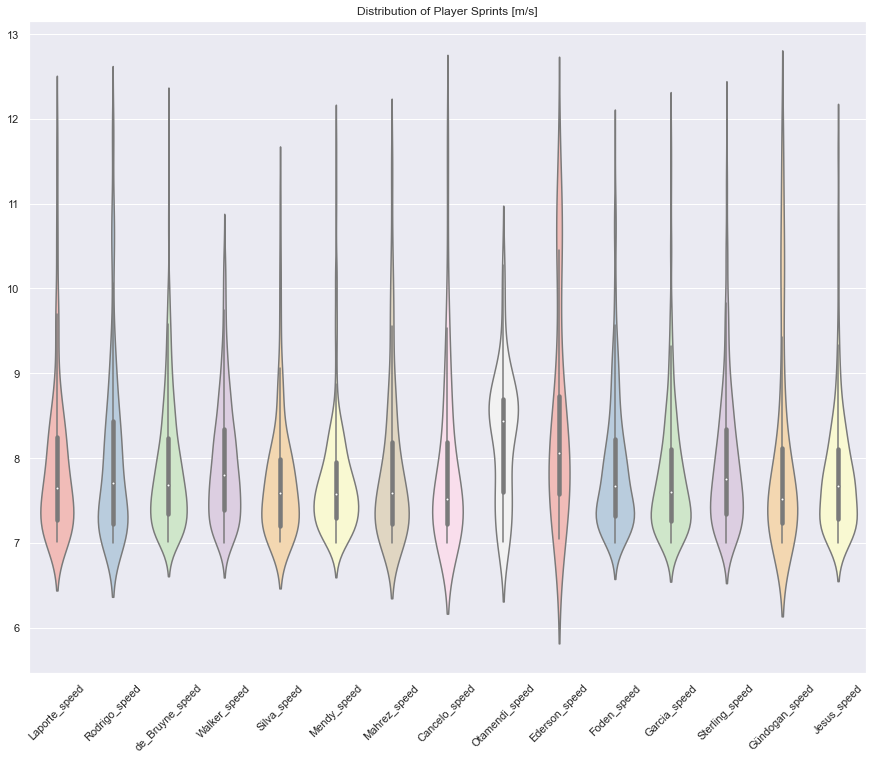 Distribution of Player Sprints [m/s]
13
12
11
10
9
8
7
6
Laporte_speed
Rodrigo_speed
de_Bruyne_speed
Walker_speed
Silva_speed
Mendy_speed
Mahrez_speed
Cancelo_speed
Otamendi_speed
Ederson_speed
Foden_speed
Garcia_speed
Sterling_speed
Gündogan_speed
Jesus_speed